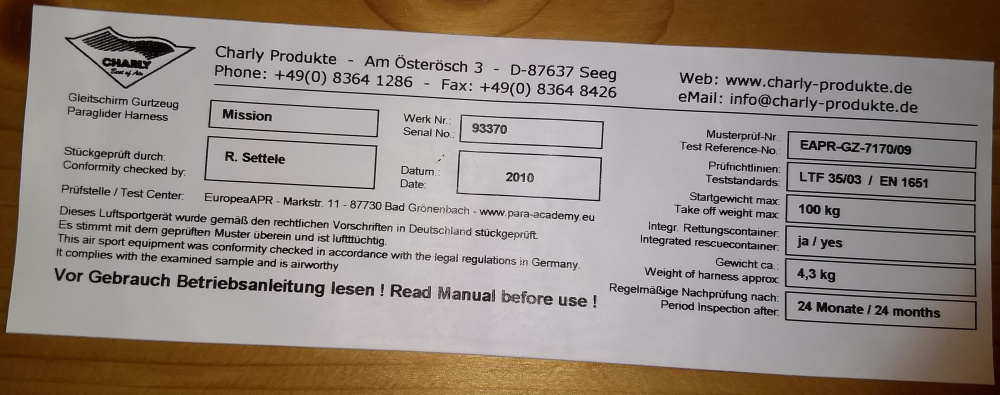 CHARLY
Best of Air
Charly Produkte - Am Österösch 3 - D-87637 Seeg
Phone: +49(0) 8364 1286 - Fax: +49(0) 8364 8426
Web: www.charly-produkte.de
eMail: info@charly-produkte.de
Gleitschirm Gurtzeug
Paraglider Harness
Mission
Werk Nr.:
Serial No.:
93370
Stückgeprüft durch:
Conformity checked by:
R. Settele
Datum.:
Date:
2010
Prüfstelle / Test Center: EuropeaAPR - Markstr. 11 - 87730 Bad Grönenbach - www.para-academy.eu
Dieses Luftsportgerät wurde gemäß den rechtlichen Vorschriften in Deutschland stückgeprüft.
Es stimmt mit dem geprüften Muster überein und ist lufttüchtig.
This air sport equipment was conformity checked in accordance with the legal regulations in Germany.
It complies with the examined sample and is airworthy
Vor Gebrauch Betriebsanleitung lesen ! Read Manual before use !
Musterprüf-Nr.:
Test Reference-No.:
EAPR-GZ-7170/09
Prüfrichtlinien:
Teststandards:
LTF 35/03 / EN 1651
Startgewicht max:
Take off weight max:
100 kg
Integr. Rettungscontainer:
Integrated rescuecontainer:
ja / yes
Gewicht ca.:
Weight of harness approx:
4,3 kg
Regelmäßige Nachprüfung nach:
Period Inspection after:
24 Monate / 24 months